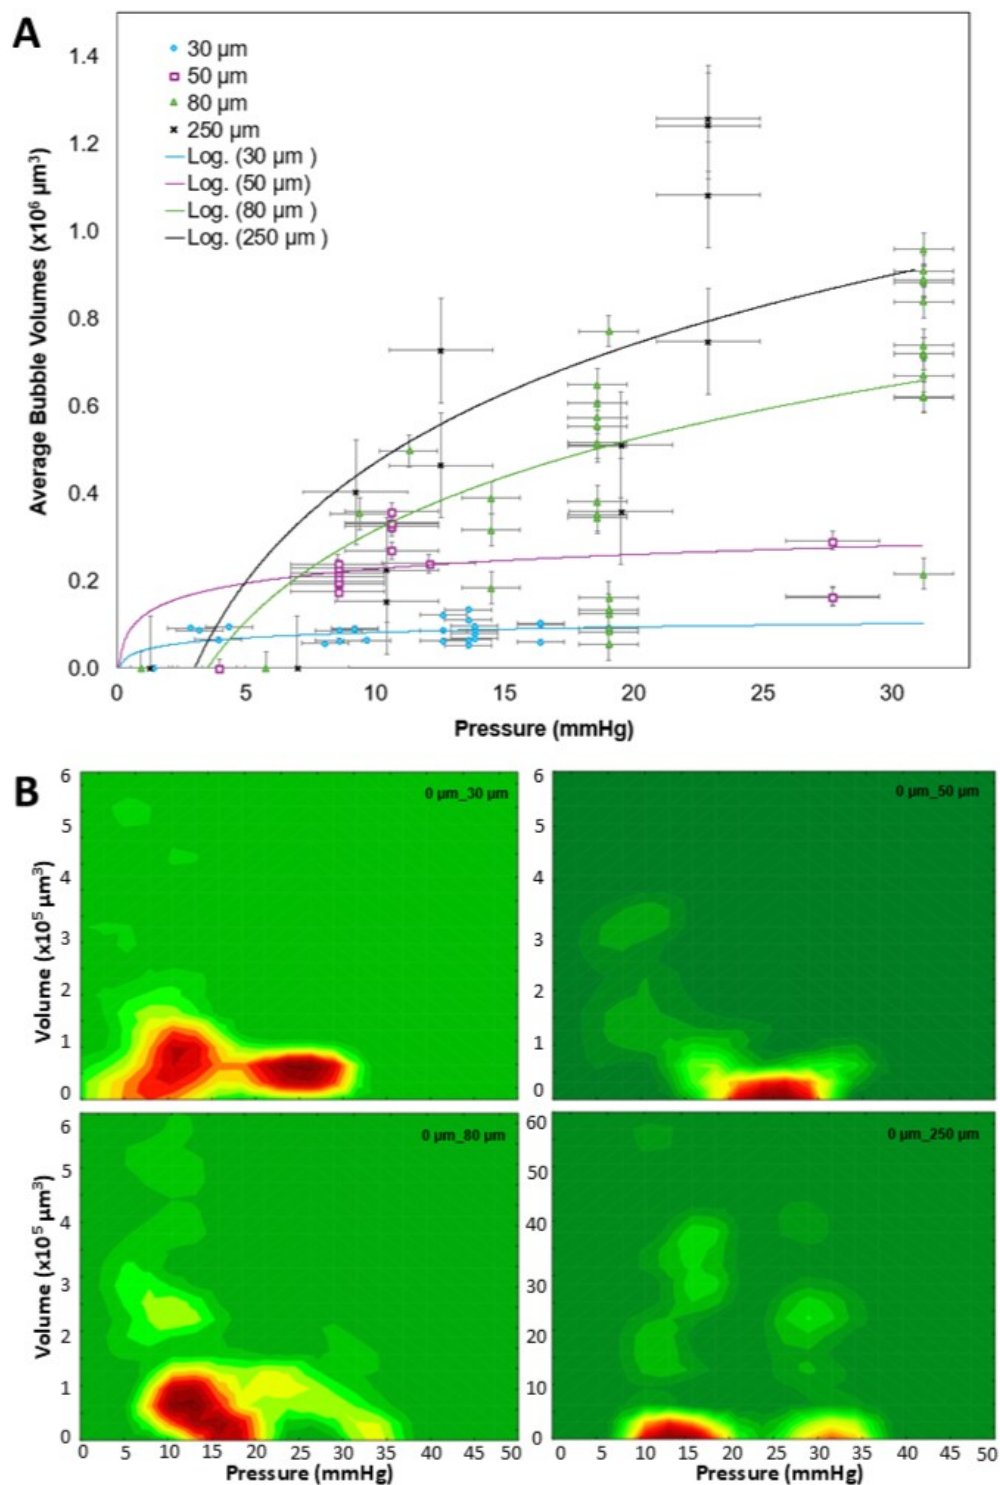 A
1.4
1.2
1.0
0.8
0.6
0.4
0.2
0.0
Average Bubble Volumes (x10⁶ µm³)
30 µm
50 µm
80 µm
250 µm
Log. (30 µm )
Log. (50 µm)
Log. (80 µm )
Log. (250 µm )
0 5 10 15 20 25 30
Pressure (mmHg)
B
6
5
4
3
2
1
0
Volume (x10⁵ µm³)
0 µm_30 µm
6
5
4
3
2
1
0
0 µm_50 µm
6
5
4
3
2
1
0
Volume (x10⁵ µm³)
0 µm_80 µm
0 5 10 15 20 25 30 35 40 45 50
Pressure (mmHg)
60
50
40
30
20
10
0
0 µm_250 µm
0 5 10 15 20 25 30 35 40 45 50
Pressure (mmHg)